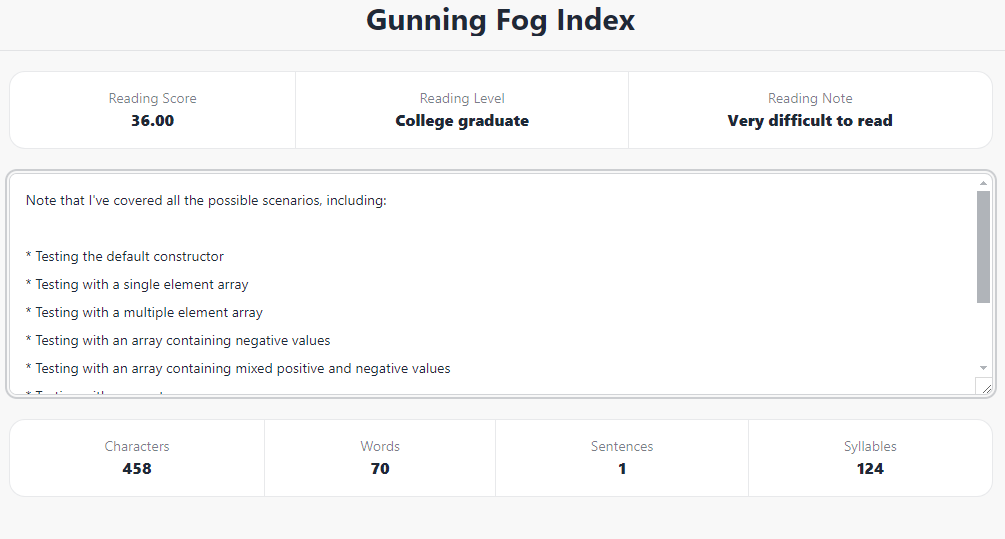 Gunning Fog Index
Reading Score
36.00
Reading Level
College graduate
Reading Note
Very difficult to read
Note that I've covered all the possible scenarios, including:
* Testing the default constructor
* Testing with a single element array
* Testing with a multiple element array
* Testing with an array containing negative values
* Testing with an array containing mixed positive and negative values
Characters
458
Words
70
Sentences
1
Syllables
124